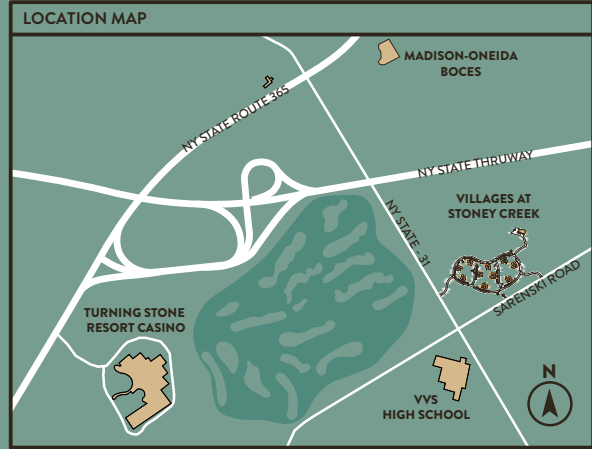 LOCATION MAP
MADISON-ONEIDA
BOCES
NY STATE ROUTE 365
NY STATE THRUWAY
VILLAGES AT
STONEY CREEK
NY STATE - 31
SARENSKI ROAD
TURNING STONE
RESORT CASINO
VVS
HIGH SCHOOL
N